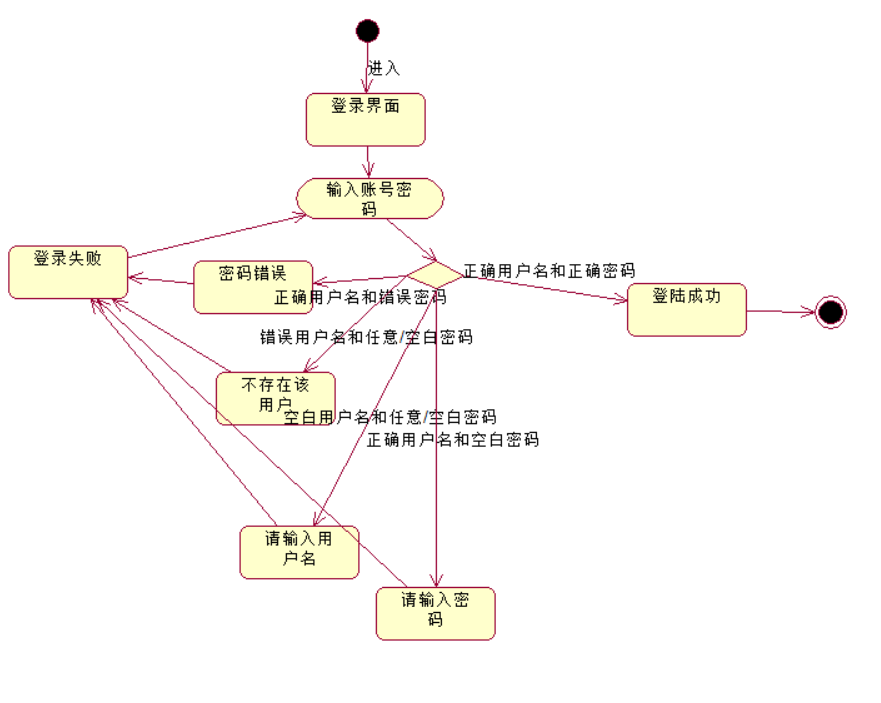 进入
登录界面
输入账号密
码
登录失败
密码错误
正确用户名和正确密码
正确用户名和错误密码
登陆成功
错误用户名和任意/空白密码
不存在该
用户
空白用户名和任意/空白密码
正确用户名和空白密码
请输入用
户名
请输入密
码